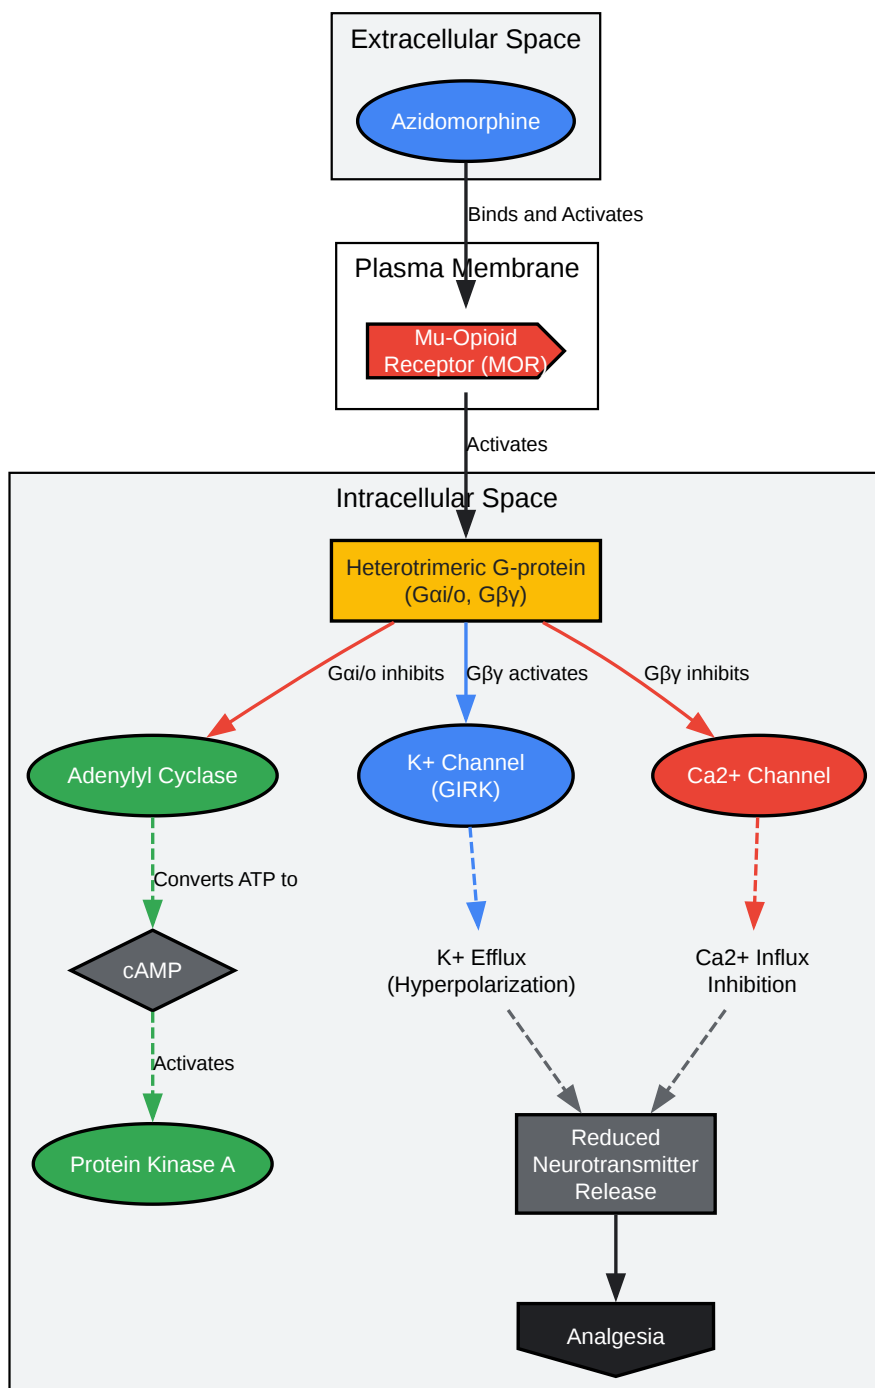 Extracellular Space
Azidomorphine
Binds and Activates
Plasma Membrane
Mu-Opioid
Receptor (MOR)
Activates
Intracellular Space
Heterotrimeric G-protein
(Gαi/o, Gβγ)
Gαi/o inhibits
Gβγ activates
Gβγ inhibits
Adenylyl Cyclase
K+ Channel
(GIRK)
Ca2+ Channel
Converts ATP to
cAMP
K+ Efflux
(Hyperpolarization)
Ca2+ Influx
Inhibition
Activates
Protein Kinase A
Reduced
Neurotransmitter
Release
Analgesia